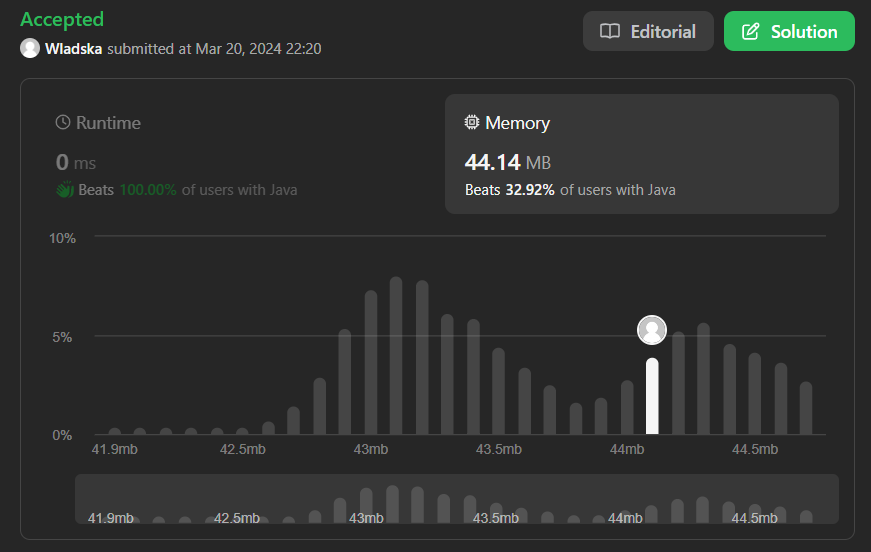 Accepted
Wladska submitted at Mar 20, 2024 22:20
Editorial
Solution
Runtime
0 ms
Beats 100.00% of users with Java
Memory
44.14 MB
Beats 32.92% of users with Java
10%
5%
0%
41.9mb 42.5mb 43mb 43.5mb 44mb 44.5mb
41.9mb 42.5mb 43mb 43.5mb 44mb 44.5mb